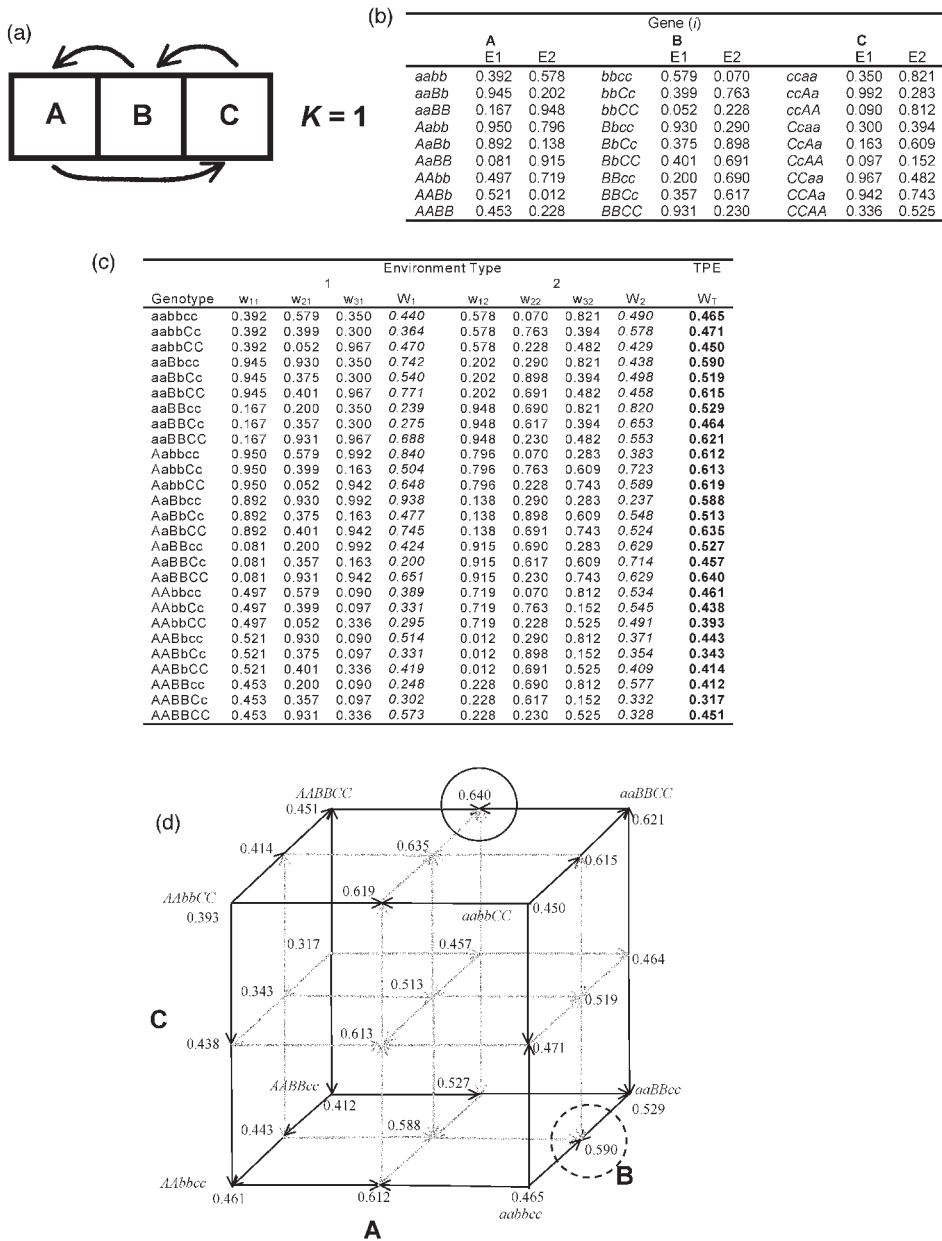 (a)
A B C
K = 1
(b)
Gene (i)
A B C
E1 E2 E1 E2 E1 E2
aabb 0.392 0.578 bbcc 0.579 0.070 ccaa 0.350 0.821
aaBb 0.945 0.202 bbCc 0.399 0.763 ccAa 0.992 0.283
aaBB 0.167 0.948 bbCC 0.052 0.228 ccAA 0.090 0.812
Aabb 0.950 0.796 Bbcc 0.930 0.290 Ccaa 0.300 0.394
AaBb 0.892 0.138 BbCc 0.375 0.898 CcAa 0.163 0.609
AaBB 0.081 0.915 BbCC 0.401 0.691 CcAA 0.097 0.152
AAbb 0.497 0.719 BBcc 0.200 0.690 CCaa 0.967 0.482
AABb 0.521 0.012 BBCc 0.357 0.617 CCAa 0.942 0.743
AABB 0.453 0.228 BBCC 0.931 0.230 CCAA 0.336 0.525
(c)
Environment Type TPE
1 2
Genotype w11 w21 w31 W1 w12 w22 w32 W2 WT
aabbcc 0.392 0.579 0.350 0.440 0.578 0.070 0.821 0.490 0.465
aabbCc 0.392 0.399 0.300 0.364 0.578 0.763 0.394 0.578 0.471
aabbCC 0.392 0.052 0.967 0.470 0.578 0.228 0.482 0.429 0.450
aaBbcc 0.945 0.930 0.350 0.742 0.202 0.290 0.821 0.438 0.590
aaBbCc 0.945 0.375 0.300 0.540 0.202 0.898 0.394 0.498 0.519
aaBbCC 0.945 0.401 0.967 0.771 0.202 0.691 0.482 0.458 0.615
aaBBcc 0.167 0.200 0.350 0.239 0.948 0.690 0.821 0.820 0.529
aaBBCc 0.167 0.357 0.300 0.275 0.948 0.617 0.394 0.653 0.464
aaBBCC 0.167 0.931 0.967 0.688 0.948 0.230 0.482 0.553 0.621
Aabbcc 0.950 0.579 0.992 0.840 0.796 0.070 0.283 0.383 0.612
AabbCc 0.950 0.399 0.163 0.504 0.796 0.763 0.609 0.723 0.613
AabbCC 0.950 0.052 0.942 0.648 0.796 0.228 0.743 0.589 0.619
AaBbcc 0.892 0.930 0.992 0.938 0.138 0.290 0.283 0.237 0.588
AaBbCc 0.892 0.375 0.163 0.477 0.138 0.898 0.609 0.548 0.513
AaBbCC 0.892 0.401 0.942 0.745 0.138 0.691 0.743 0.524 0.635
AaBBcc 0.081 0.200 0.992 0.424 0.915 0.690 0.283 0.629 0.527
AaBBCc 0.081 0.357 0.163 0.200 0.915 0.617 0.609 0.714 0.457
AaBBCC 0.081 0.931 0.942 0.651 0.915 0.230 0.743 0.629 0.640
AAbbcc 0.497 0.579 0.090 0.389 0.719 0.070 0.812 0.534 0.461
AAbbCc 0.497 0.399 0.097 0.331 0.719 0.763 0.152 0.545 0.438
AAbbCC 0.497 0.052 0.336 0.295 0.719 0.228 0.525 0.491 0.393
AABbcc 0.521 0.930 0.090 0.514 0.012 0.290 0.812 0.371 0.443
AABbCc 0.521 0.375 0.097 0.331 0.012 0.898 0.152 0.354 0.343
AABbCC 0.521 0.401 0.336 0.419 0.012 0.691 0.525 0.409 0.414
AABBcc 0.453 0.200 0.090 0.248 0.228 0.690 0.812 0.577 0.412
AABBCc 0.453 0.357 0.097 0.302 0.228 0.617 0.152 0.332 0.317
AABBCC 0.453 0.931 0.336 0.573 0.228 0.230 0.525 0.328 0.451
(d)
AABBCC 0.640 aaBBCC
0.451 0.621
0.414 0.635 0.615
AAbbCC 0.619 aabbCC 0.450
0.393
0.317 0.457 0.464
0.343 0.513 0.519
C
0.438 0.613 0.471
AABBcc 0.527 aaBBcc
0.412 0.529
0.443 0.588 0.590
B
AAbbcc
0.461 0.612 0.465
aabbcc
A